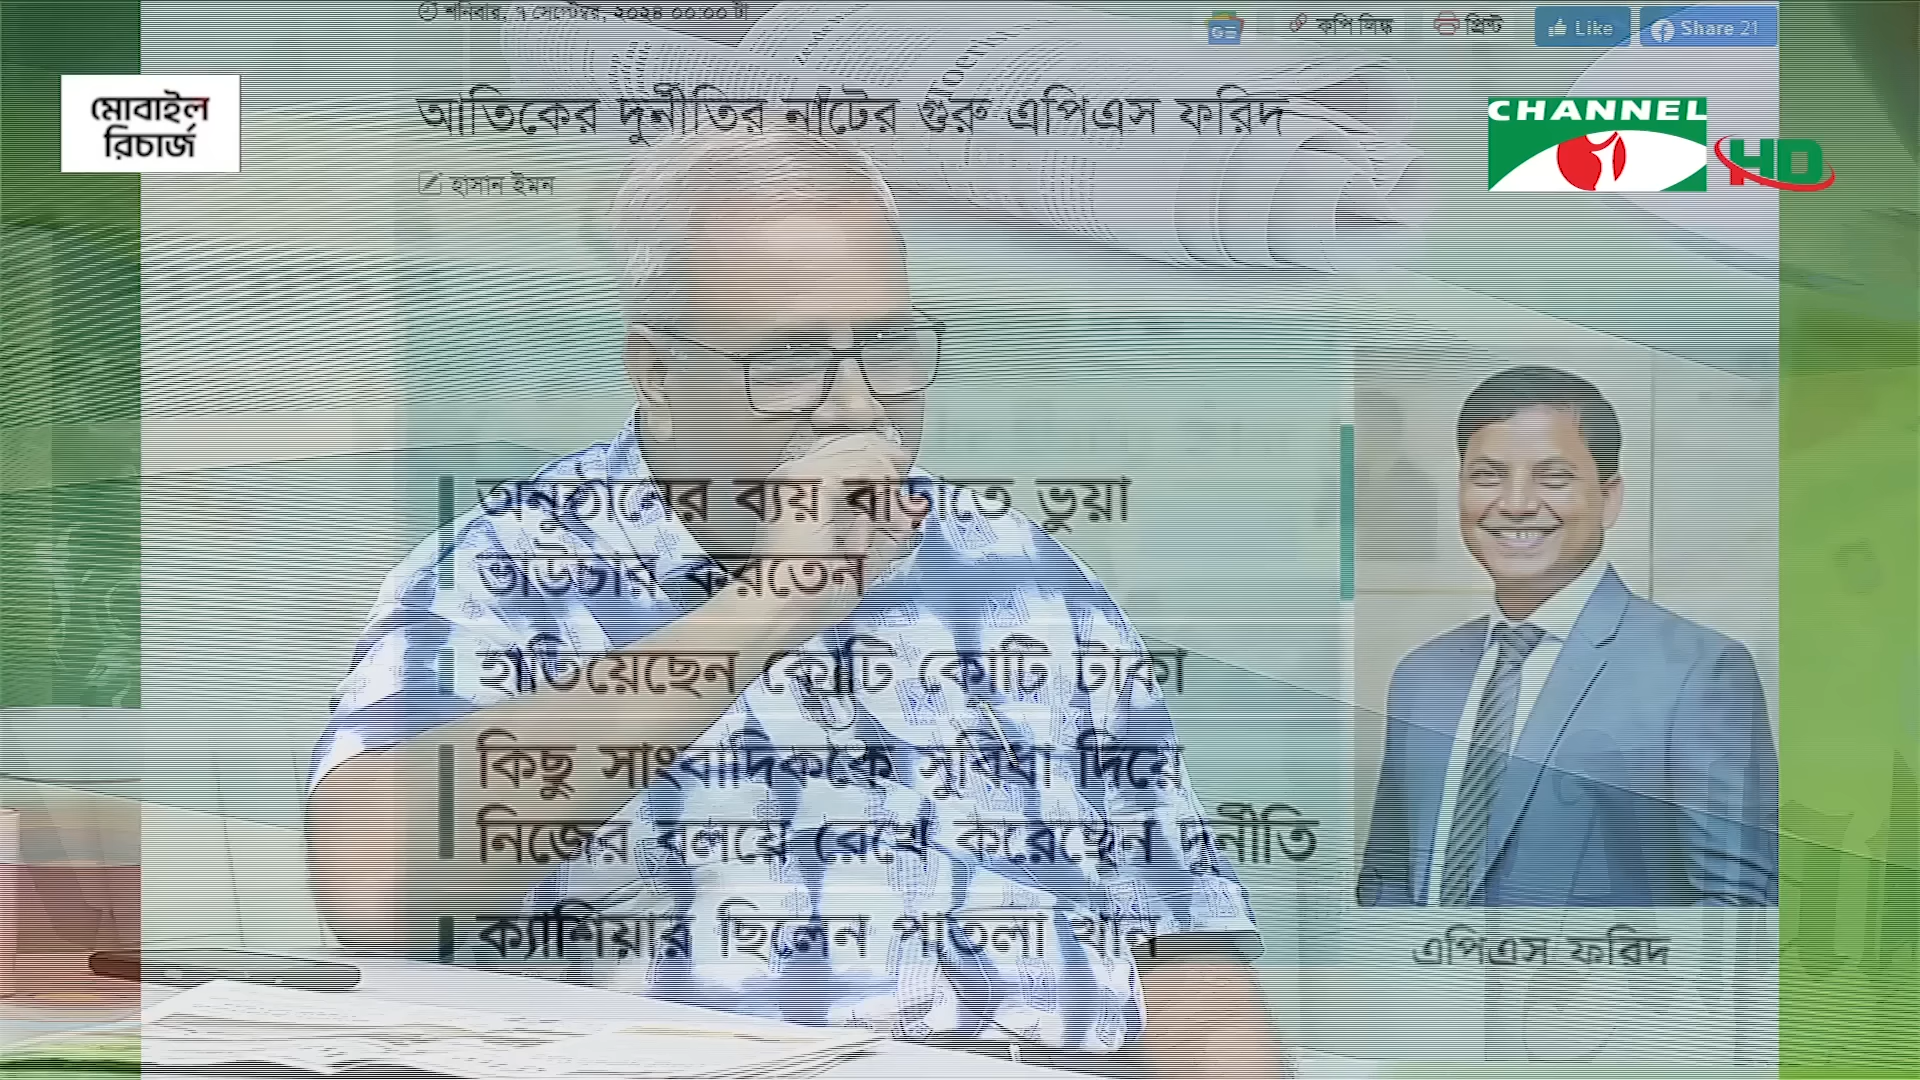 শনিবার, ৭ সেপ্টেম্বর, ২০২৪ ০০:০০ টা
কপি লিঙ্ক
প্রিন্ট
Like
Share 21
মোবাইল
রিচার্জ
CHANNEL
HD
আতিকের দুর্নীতির নাটের গুরু এপিএস ফরিদ
হাসান ইমন
অনুষ্ঠানের ব্যয় বাড়াতে ভুয়া
ভাউচার করতেন
হাতিয়েছেন কোটি কোটি টাকা
কিছু সাংবাদিককে সুবিধা দিয়ে
নিজের বলয়ে রেখে করেছেন দুর্নীতি
ক্যাশিয়ার ছিলেন পাতলা খান
এপিএস ফরিদ